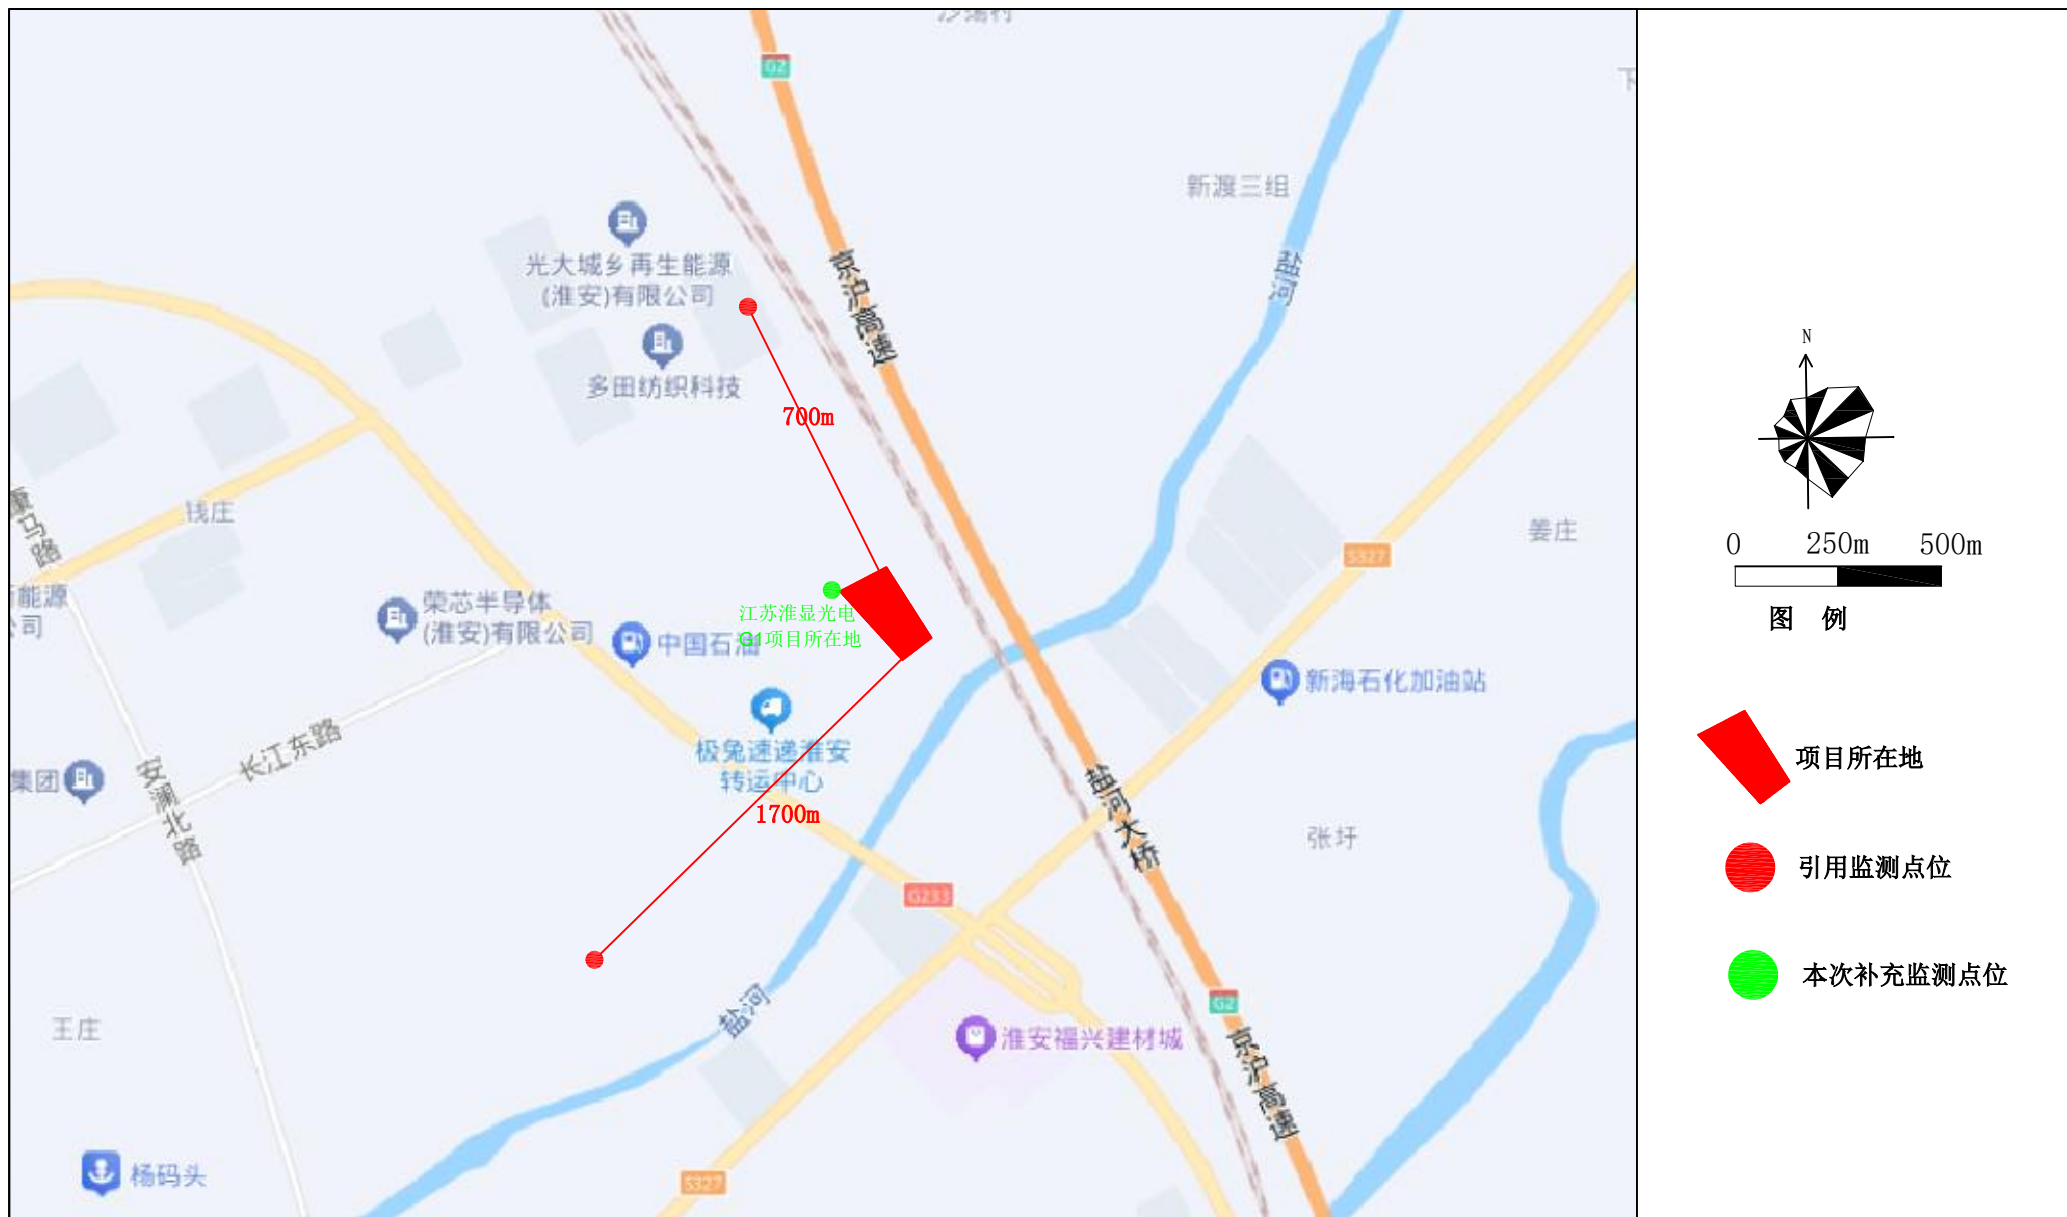 G2
新渡三组
光大城乡再生能源
(淮安)有限公司
京沪高速
盐河
多田纺织科技
700m
钱庄
S327
姜庄
能源
司
荣芯半导体
(淮安)有限公司
江苏淮显光电
G1项目所在地
中国石油
新海石化加油站
极兔速递淮安
转运中心
长江东路
集团
安澜北路
1700m
盐河大桥
张圩
G233
盐河
G2
王庄
淮安福兴建材城
京沪高速
杨码头
S327
N
0 250m 500m
图 例
项目所在地
引用监测点位
本次补充监测点位